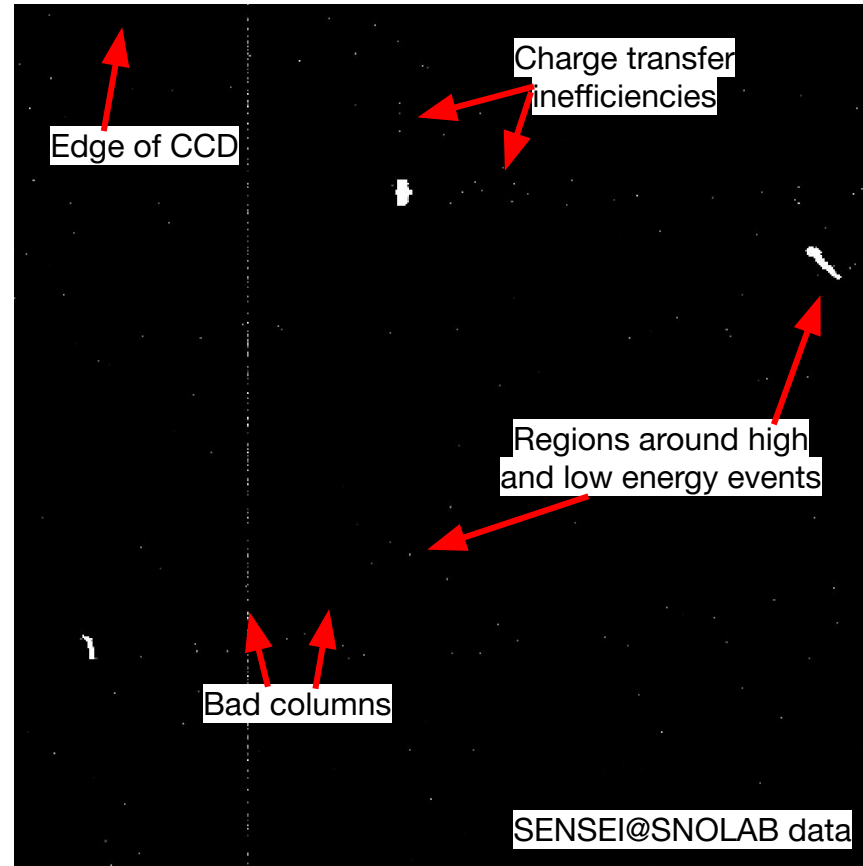 Charge transfer
inefficiencies
Edge of CCD
Regions around high
and low energy events
Bad columns
SENSEI@SNOLAB data